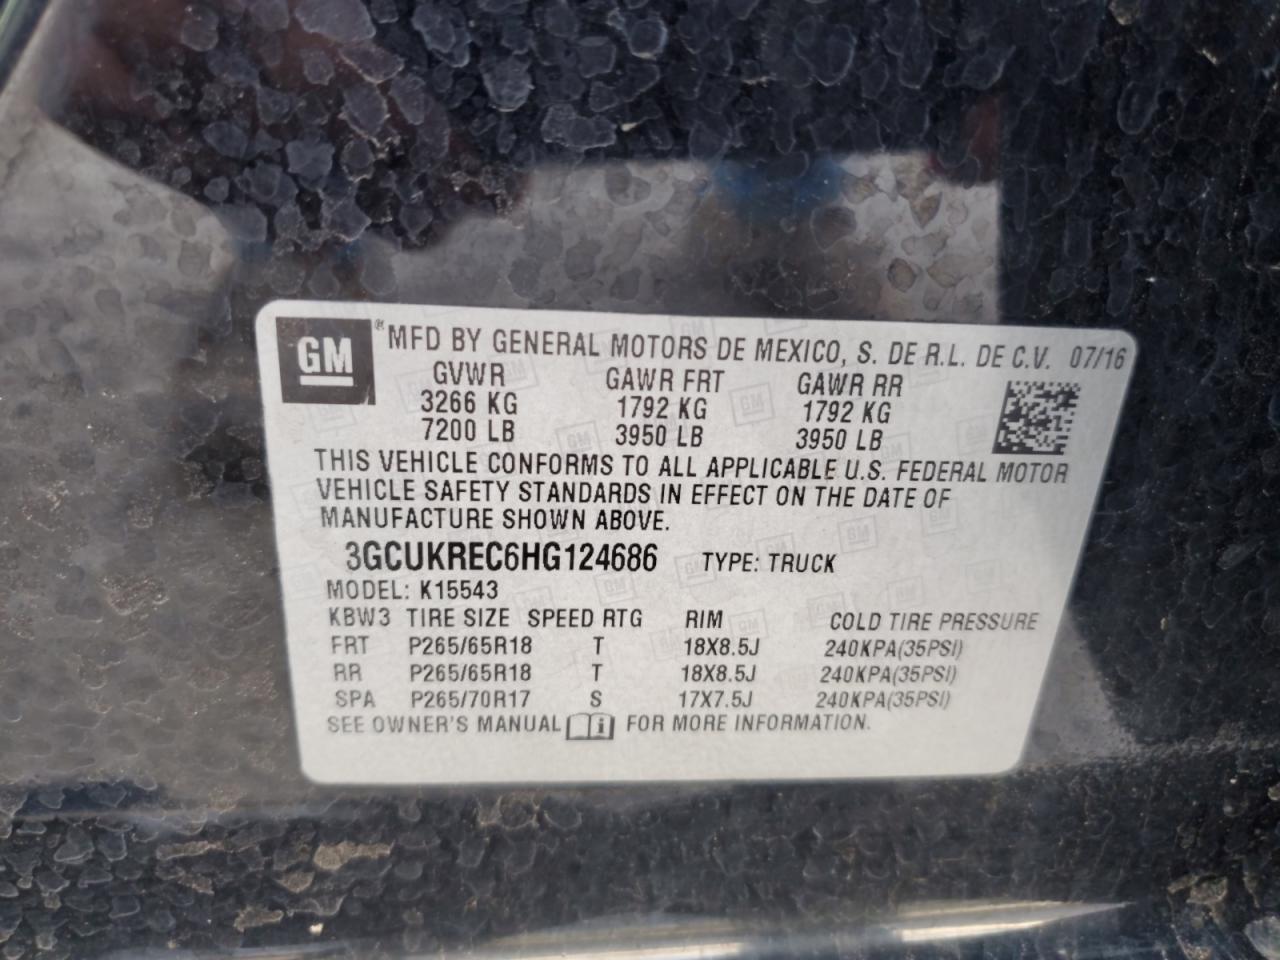 GM ® MFD BY GENERAL MOTORS DE MEXICO, S. DE R.L. DE C.V. 07/16
GVWR GAWR FRT GAWR RR
3266 KG 1792 KG 1792 KG
7200 LB 3950 LB 3950 LB
THIS VEHICLE CONFORMS TO ALL APPLICABLE U.S. FEDERAL MOTOR
VEHICLE SAFETY STANDARDS IN EFFECT ON THE DATE OF
MANUFACTURE SHOWN ABOVE.
3GCUKREC6HG124686 TYPE: TRUCK
MODEL: K15543
KBW3 TIRE SIZE SPEED RTG RIM COLD TIRE PRESSURE
FRT P265/65R18 T 18X8.5J 240KPA(35PSI)
RR P265/65R18 T 18X8.5J 240KPA(35PSI)
SPA P265/70R17 S 17X7.5J 240KPA(35PSI)
SEE OWNER'S MANUAL i FOR MORE INFORMATION.